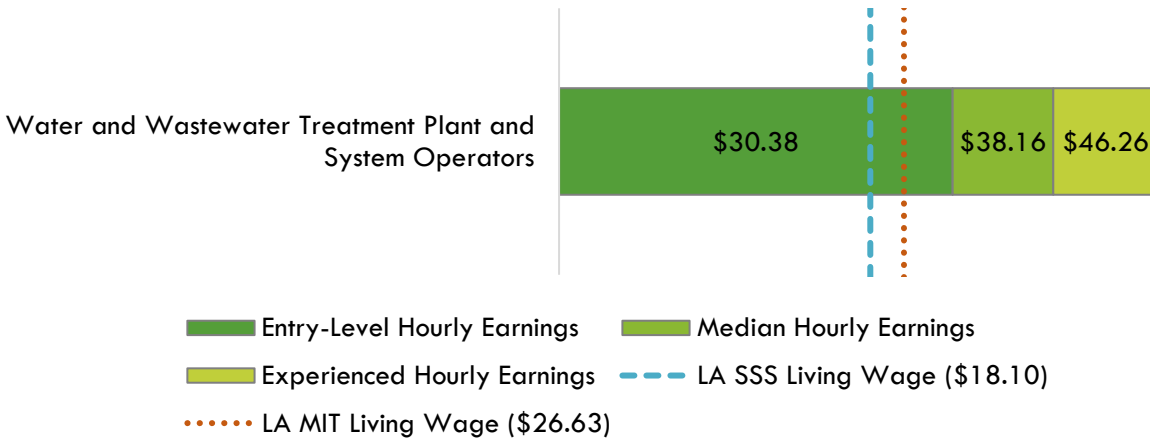 Water and Wastewater Treatment Plant and
System Operators
$30.38
$38.16
$46.26
Entry-Level Hourly Earnings
Median Hourly Earnings
Experienced Hourly Earnings
LA SSS Living Wage ($18.10)
LA MIT Living Wage ($26.63)